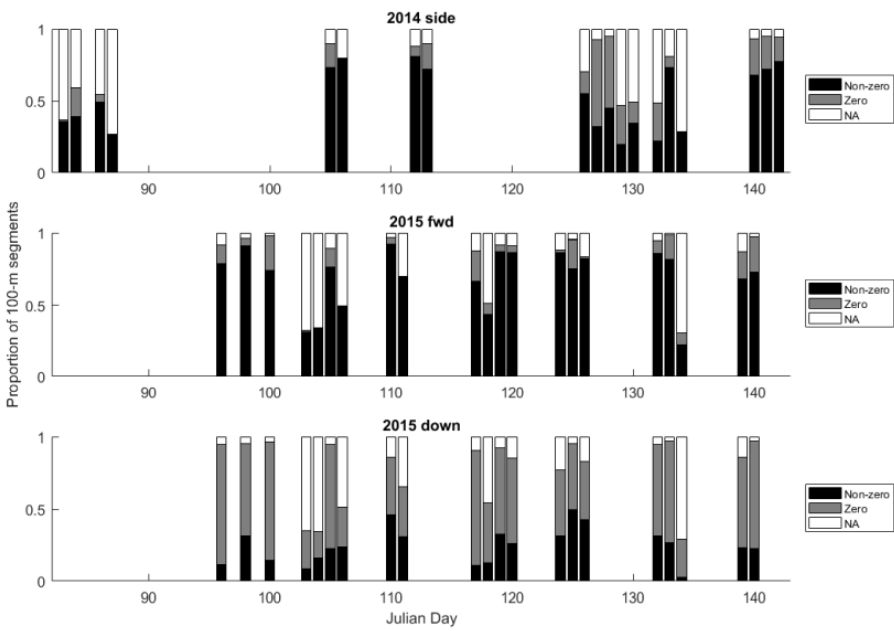 2014 side
1
0.5
0
90
100
110
120
130
140
Non-zero
Zero
NA
2015 fwd
1
0.5
0
90
100
110
120
130
140
Non-zero
Zero
NA
2015 down
1
0.5
0
90
100
110
120
130
140
Non-zero
Zero
NA
Proportion of 100-m segments
Julian Day